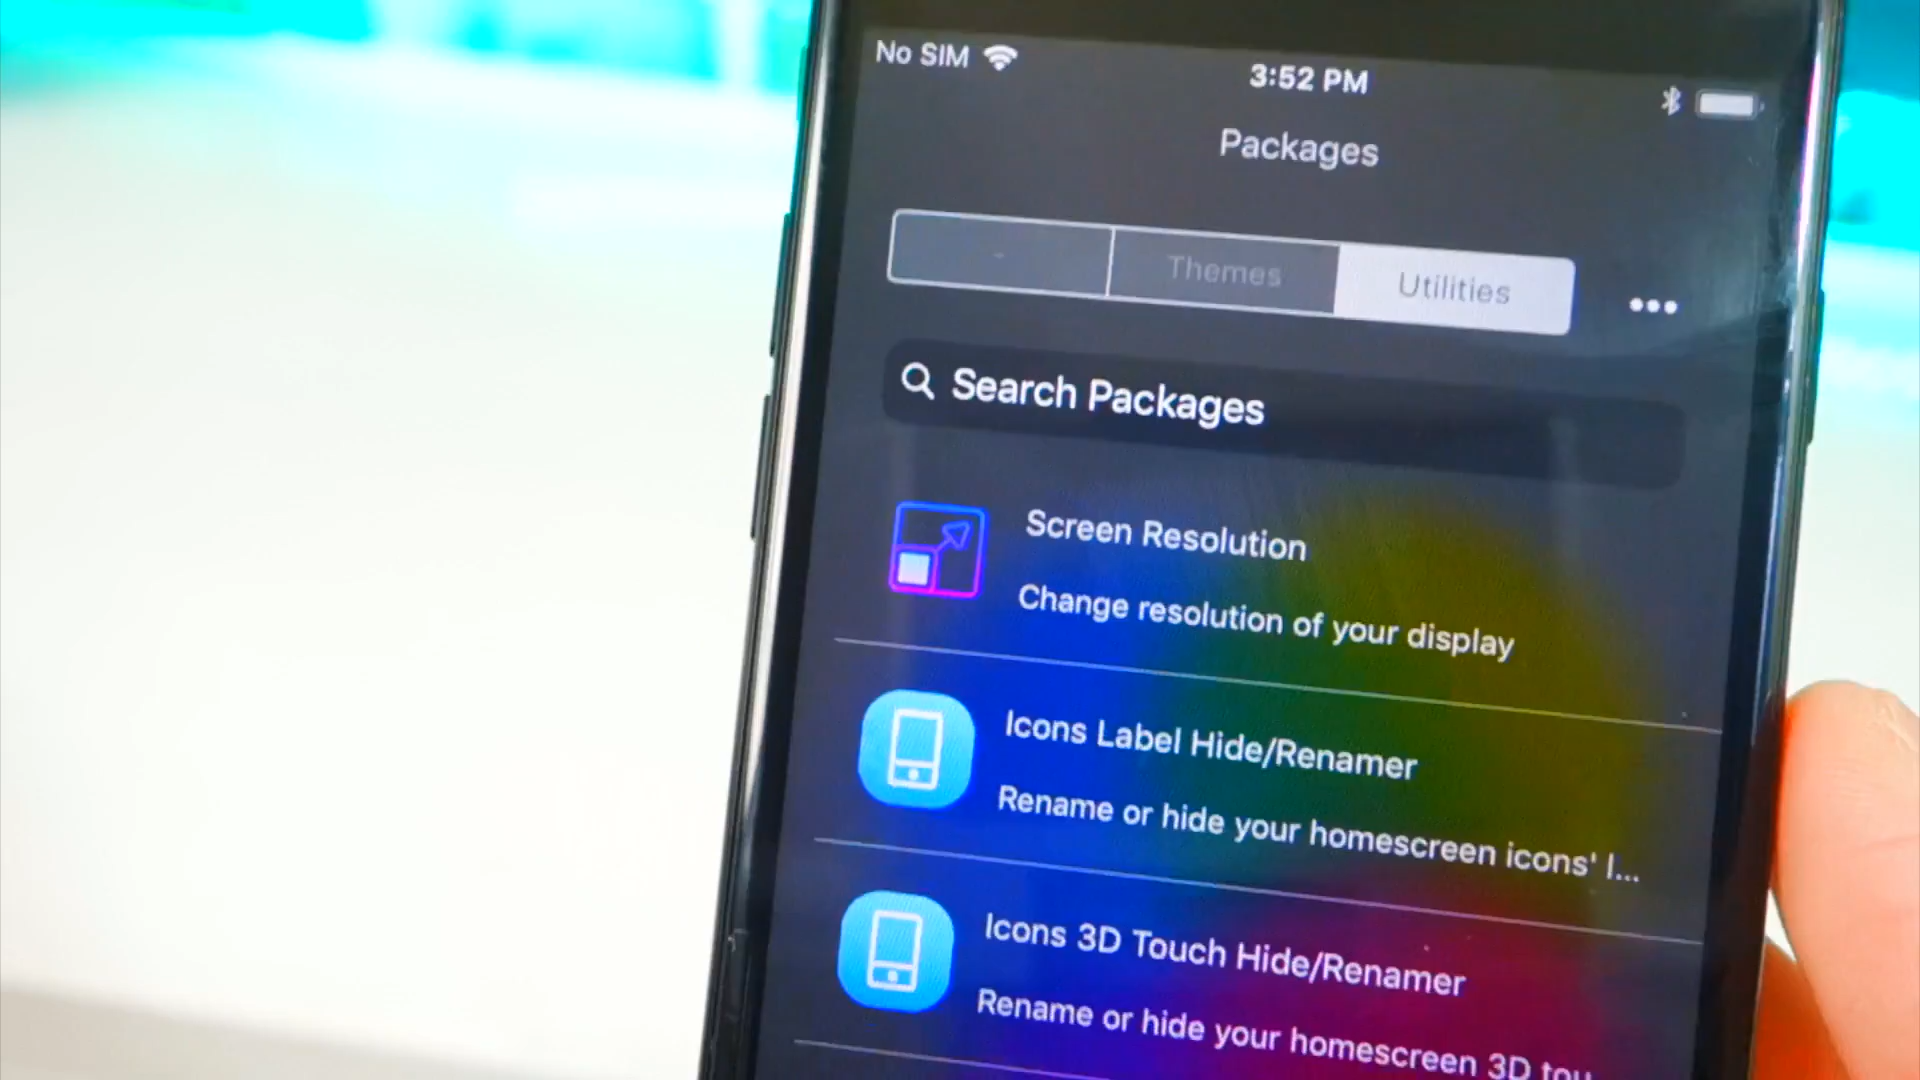 No SIM
3:52 PM
Packages
-
Themes
Utilities
Search Packages
Screen Resolution
Change resolution of your display
Icons Label Hide/Renamer
Rename or hide your homescreen icons' l...
Icons 3D Touch Hide/Renamer
Rename or hide your homescreen 3D tou